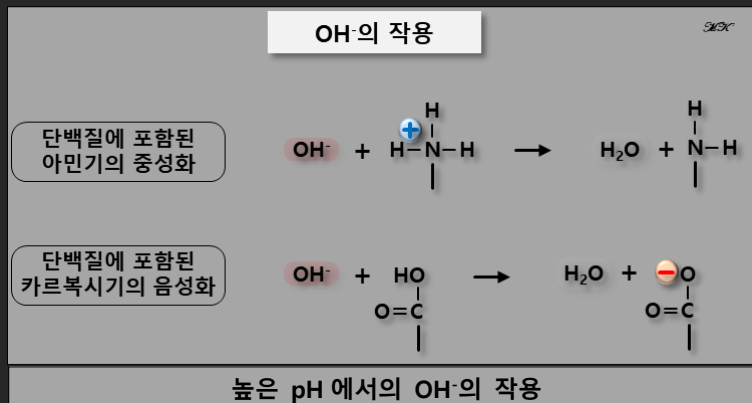 OH⁻의 작용
단백질에 포함된
아민기의 중성화
H
OH⁻ + H–N–H → H₂O + N–H
H
단백질에 포함된
카르복시기의 음성화
OH⁻ + HO → H₂O + O
O=C O=C
높은 pH 에서의 OH⁻의 작용